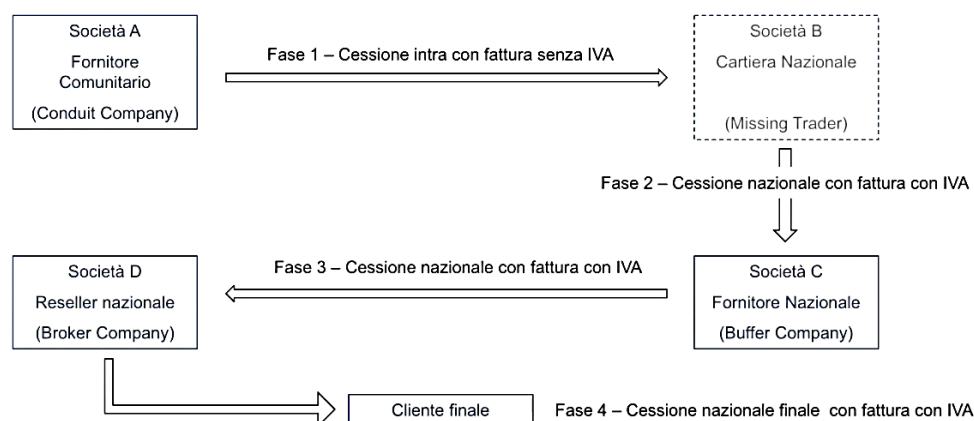 Società A
Fornitore
Comunitario
(Conduit Company)
Fase 1 – Cessione intra con fattura senza IVA
Società B
Cartiera Nazionale
(Missing Trader)
Fase 2 – Cessione nazionale con fattura con IVA
Società C
Fornitore Nazionale
(Buffer Company)
Fase 3 – Cessione nazionale con fattura con IVA
Società D
Reseller nazionale
(Broker Company)
Cliente finale
Fase 4 – Cessione nazionale finale con fattura con IVA